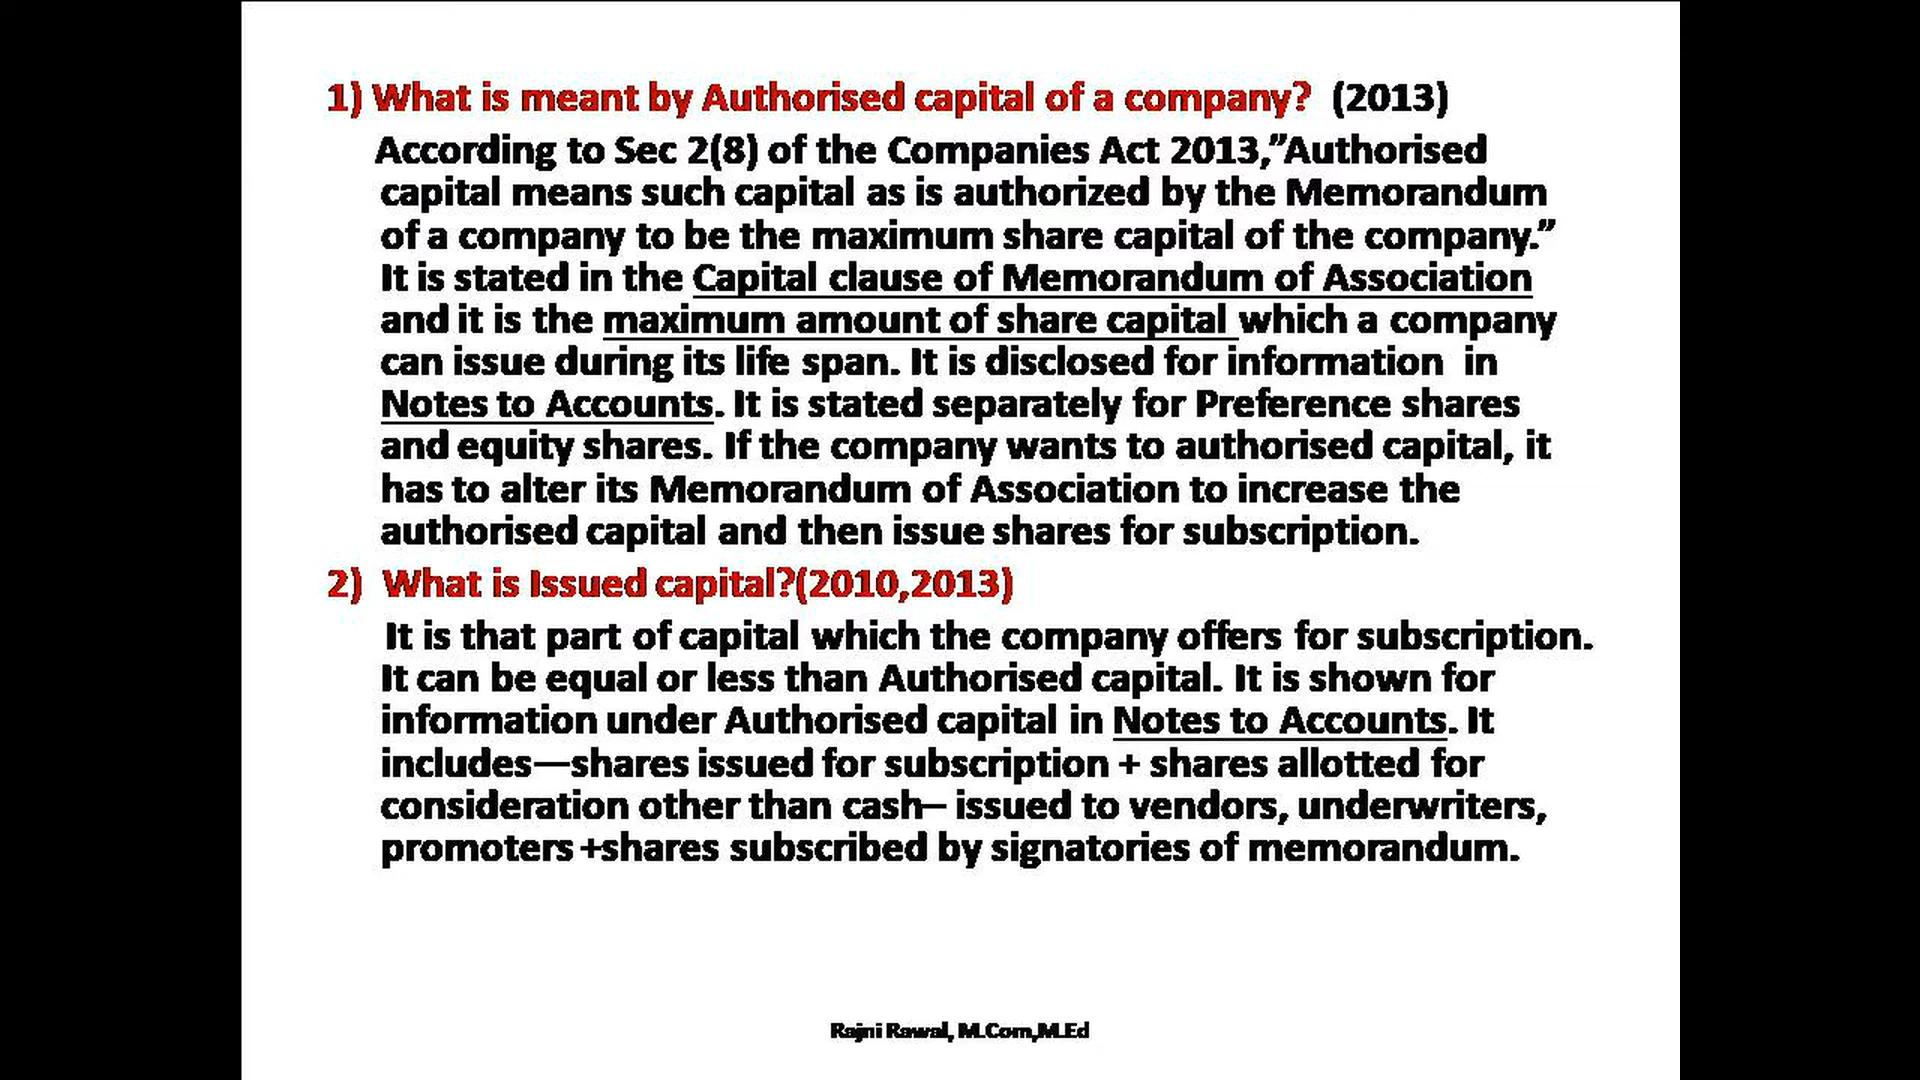 1) What is meant by Authorised capital of a company? (2013)
According to Sec 2(8) of the Companies Act 2013,”Authorised
capital means such capital as is authorized by the Memorandum
of a company to be the maximum share capital of the company.”
It is stated in the Capital clause of Memorandum of Association
and it is the maximum amount of share capital which a company
can issue during its life span. It is disclosed for information in
Notes to Accounts. It is stated separately for Preference shares
and equity shares. If the company wants to authorised capital, it
has to alter its Memorandum of Association to increase the
authorised capital and then issue shares for subscription.
2) What is Issued capital?(2010,2013)
It is that part of capital which the company offers for subscription.
It can be equal or less than Authorised capital. It is shown for
information under Authorised capital in Notes to Accounts. It
includes—shares issued for subscription + shares allotted for
consideration other than cash– issued to vendors, underwriters,
promoters +shares subscribed by signatories of memorandum.
Rajni Rawal, M.Com,M.Ed